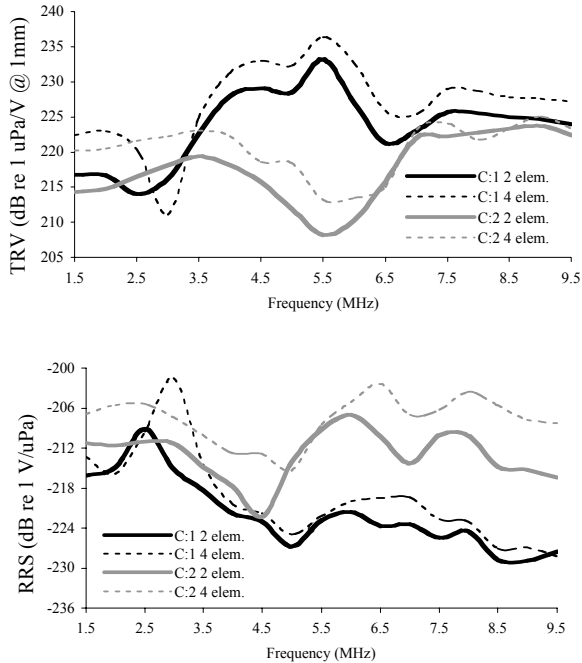 TRV (dB re 1 uPa/V @ 1mm)
240
235
230
225
220
215
210
205
C:1 2 elem.
C:1 4 elem.
C:2 2 elem.
C:2 4 elem.
1.5 2.5 3.5 4.5 5.5 6.5 7.5 8.5 9.5
Frequency (MHz)
RRS (dB re 1 V/uPa)
-200
-206
-212
-218
-224
-230
-236
C:1 2 elem.
C:1 4 elem.
C:2 2 elem.
C:2 4 elem.
1.5 2.5 3.5 4.5 5.5 6.5 7.5 8.5 9.5
Frequency (MHz)